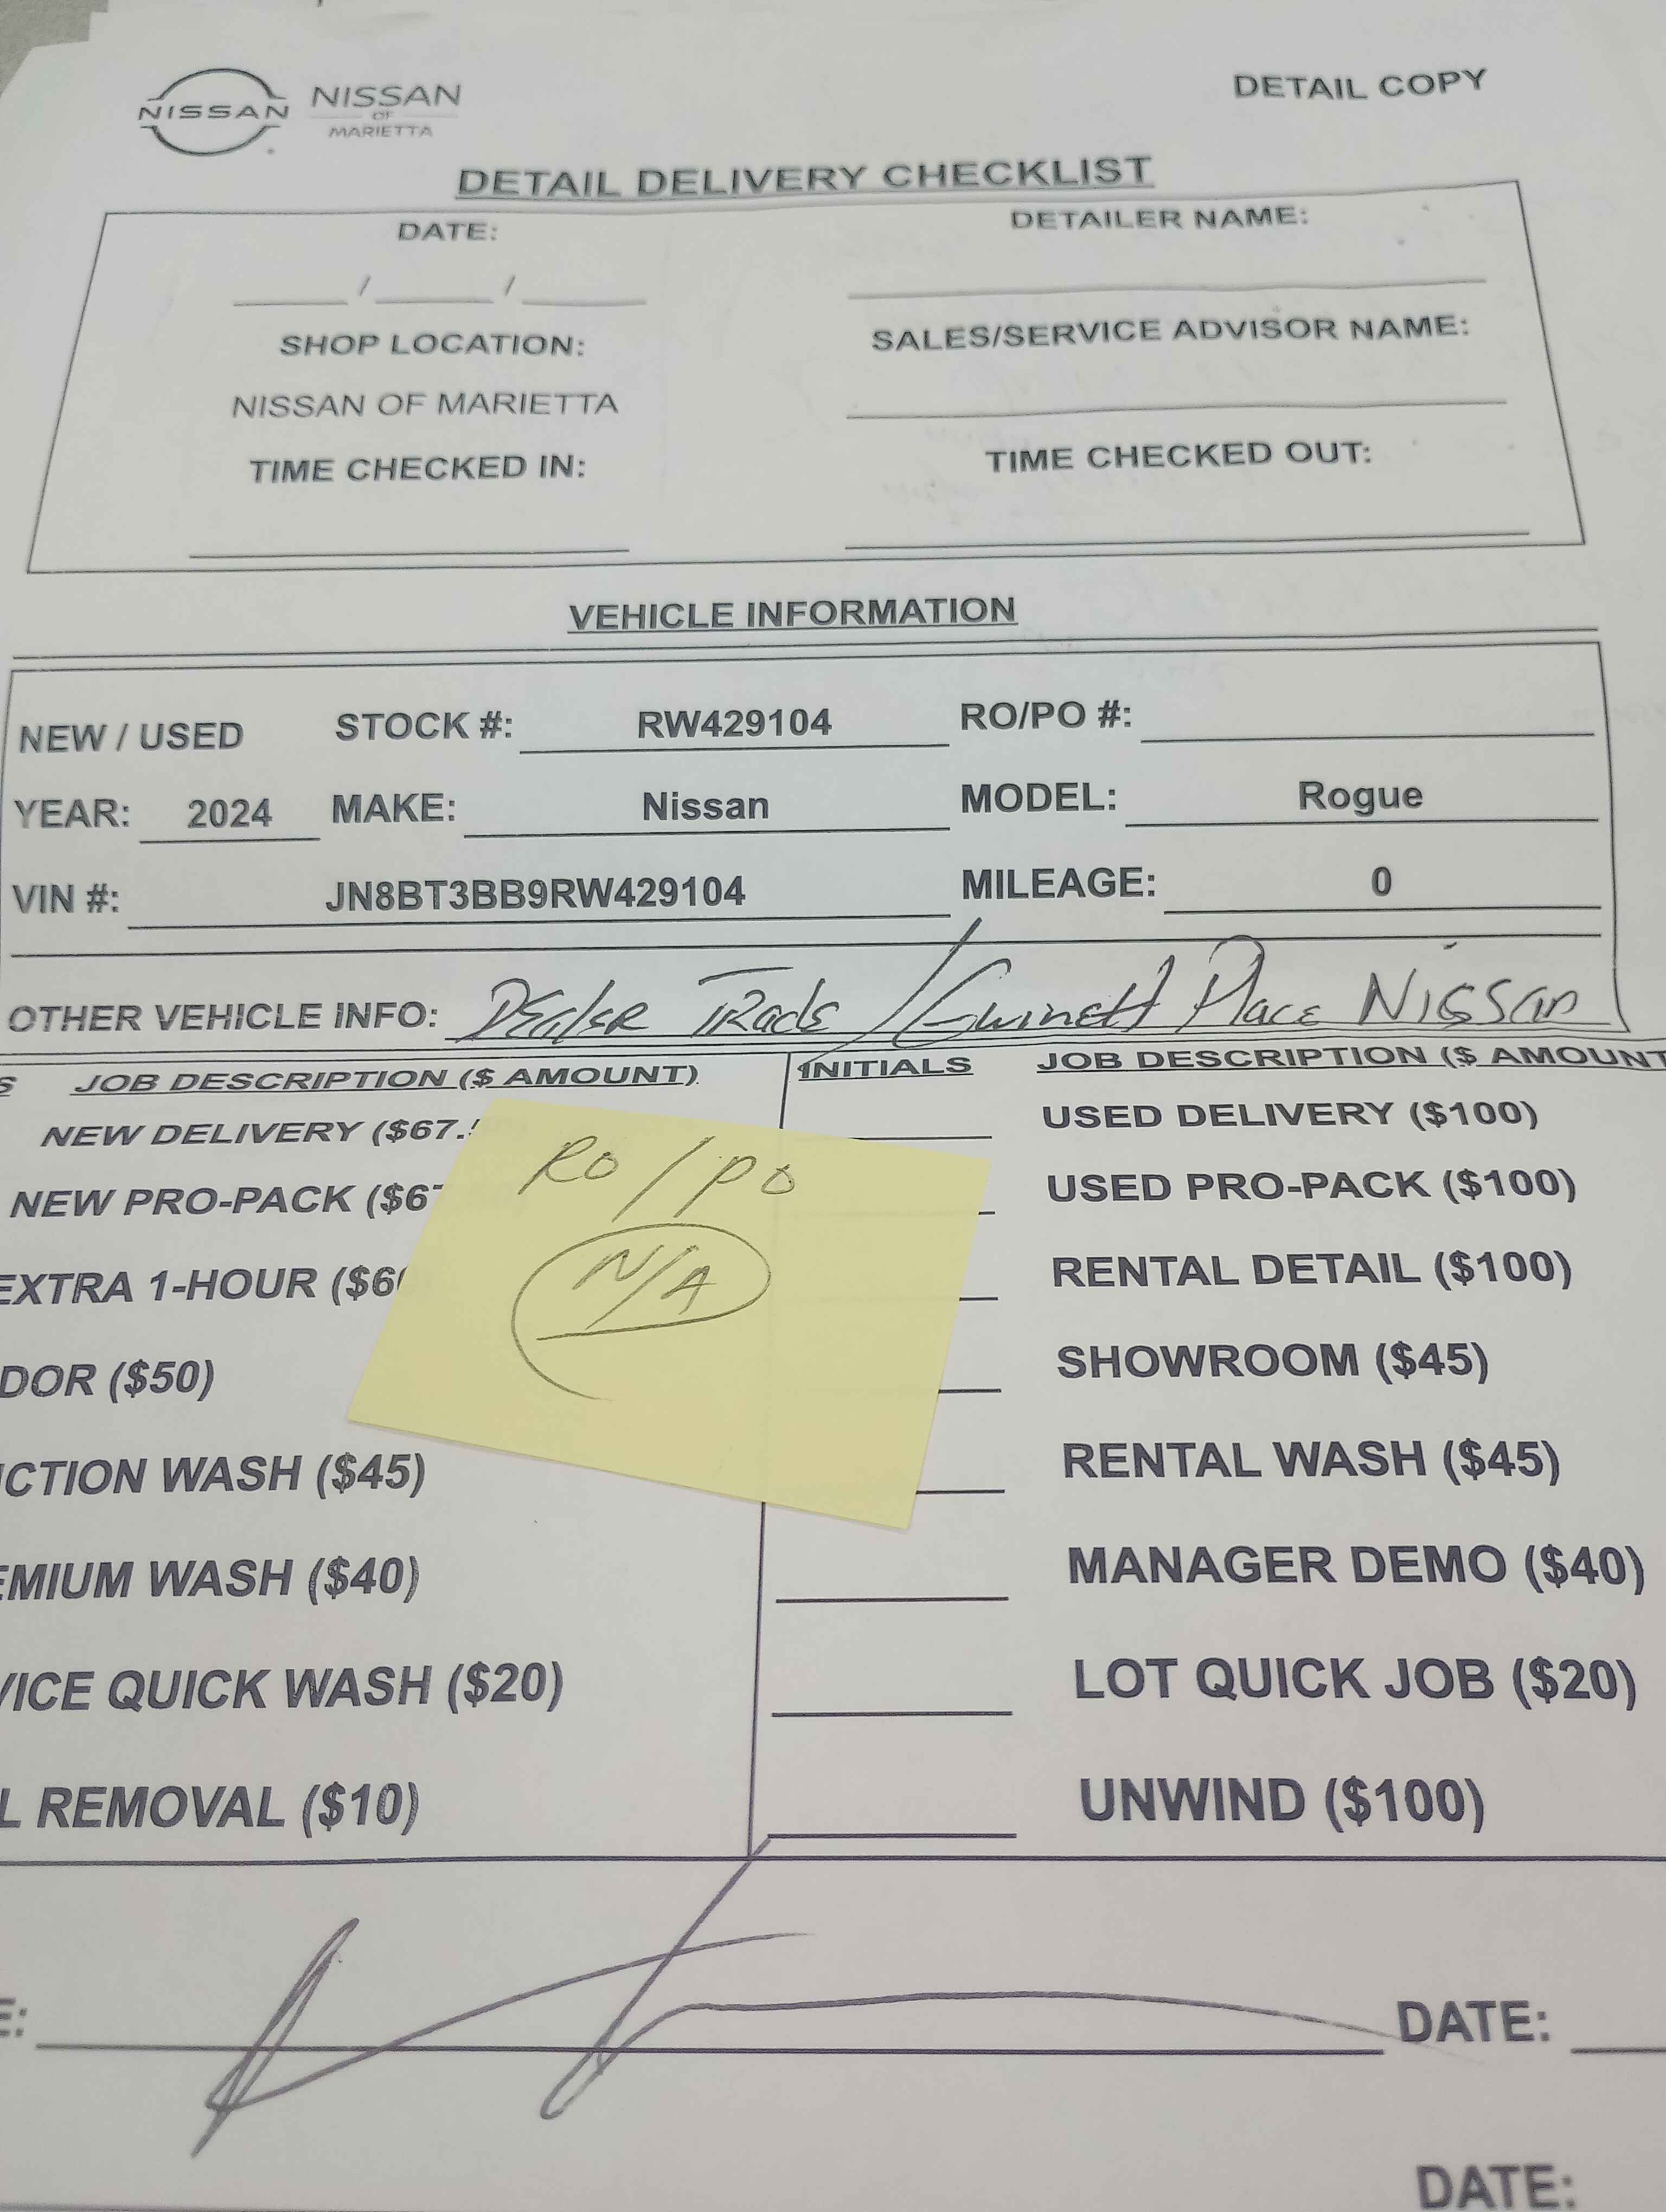 DETAIL COPY
NISSAN NISSAN
OF
MARIETTA
DETAIL DELIVERY CHECKLIST
DATE: DETAILER NAME:
/ /
SHOP LOCATION: SALES/SERVICE ADVISOR NAME:
NISSAN OF MARIETTA
TIME CHECKED IN: TIME CHECKED OUT:
VEHICLE INFORMATION
NEW / USED STOCK #: RW429104 RO/PO #:
YEAR: 2024 MAKE: Nissan MODEL: Rogue
VIN #: JN8BT3BB9RW429104 MILEAGE: 0
OTHER VEHICLE INFO: Dealer Trade / Gwinett Place Nissan
S JOB DESCRIPTION ($ AMOUNT) INITIALS JOB DESCRIPTION ($ AMOUNT
NEW DELIVERY ($67. USED DELIVERY ($100)
NEW PRO-PACK ($6 USED PRO-PACK ($100)
EXTRA 1-HOUR ($6 RENTAL DETAIL ($100)
DOR ($50) SHOWROOM ($45)
CTION WASH ($45) RENTAL WASH ($45)
EMIUM WASH ($40) MANAGER DEMO ($40)
VICE QUICK WASH ($20) LOT QUICK JOB ($20)
L REMOVAL ($10) UNWIND ($100)
RO / PO
N/A
E: DATE:
DATE: